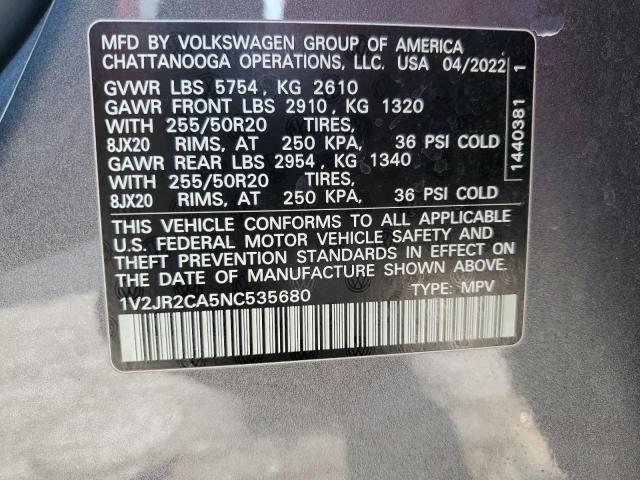 MFD BY VOLKSWAGEN GROUP OF AMERICA
CHATTANOOGA OPERATIONS, LLC. USA 04/2022
GVWR LBS 5754, KG 2610
GAWR FRONT LBS 2910, KG 1320
WITH 255/50R20 TIRES,
8JX20 RIMS, AT 250 KPA, 36 PSI COLD
GAWR REAR LBS 2954, KG 1340
WITH 255/50R20 TIRES,
8JX20 RIMS, AT 250 KPA, 36 PSI COLD
THIS VEHICLE CONFORMS TO ALL APPLICABLE
U.S. FEDERAL MOTOR VEHICLE SAFETY AND
THEFT PREVENTION STANDARDS IN EFFECT ON
THE DATE OF MANUFACTURE SHOWN ABOVE
1V2JR2CA5NC535680 TYPE: MPV
1440381 1